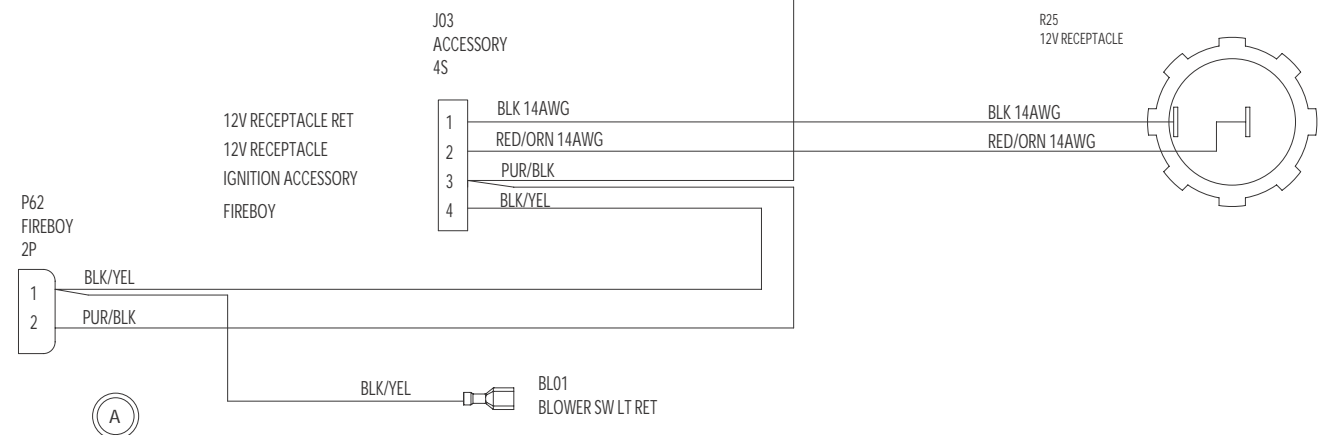 J03
ACCESSORY
4S
R25
12V RECEPTACLE
12V RECEPTACLE RET
1
BLK 14AWG
BLK 14AWG
12V RECEPTACLE
2
RED/ORN 14AWG
RED/ORN 14AWG
IGNITION ACCESSORY
3
PUR/BLK
FIREBOY
4
BLK/YEL
P62
FIREBOY
2P
1
BLK/YEL
2
PUR/BLK
BLK/YEL
BL01
BLOWER SW LT RET
A